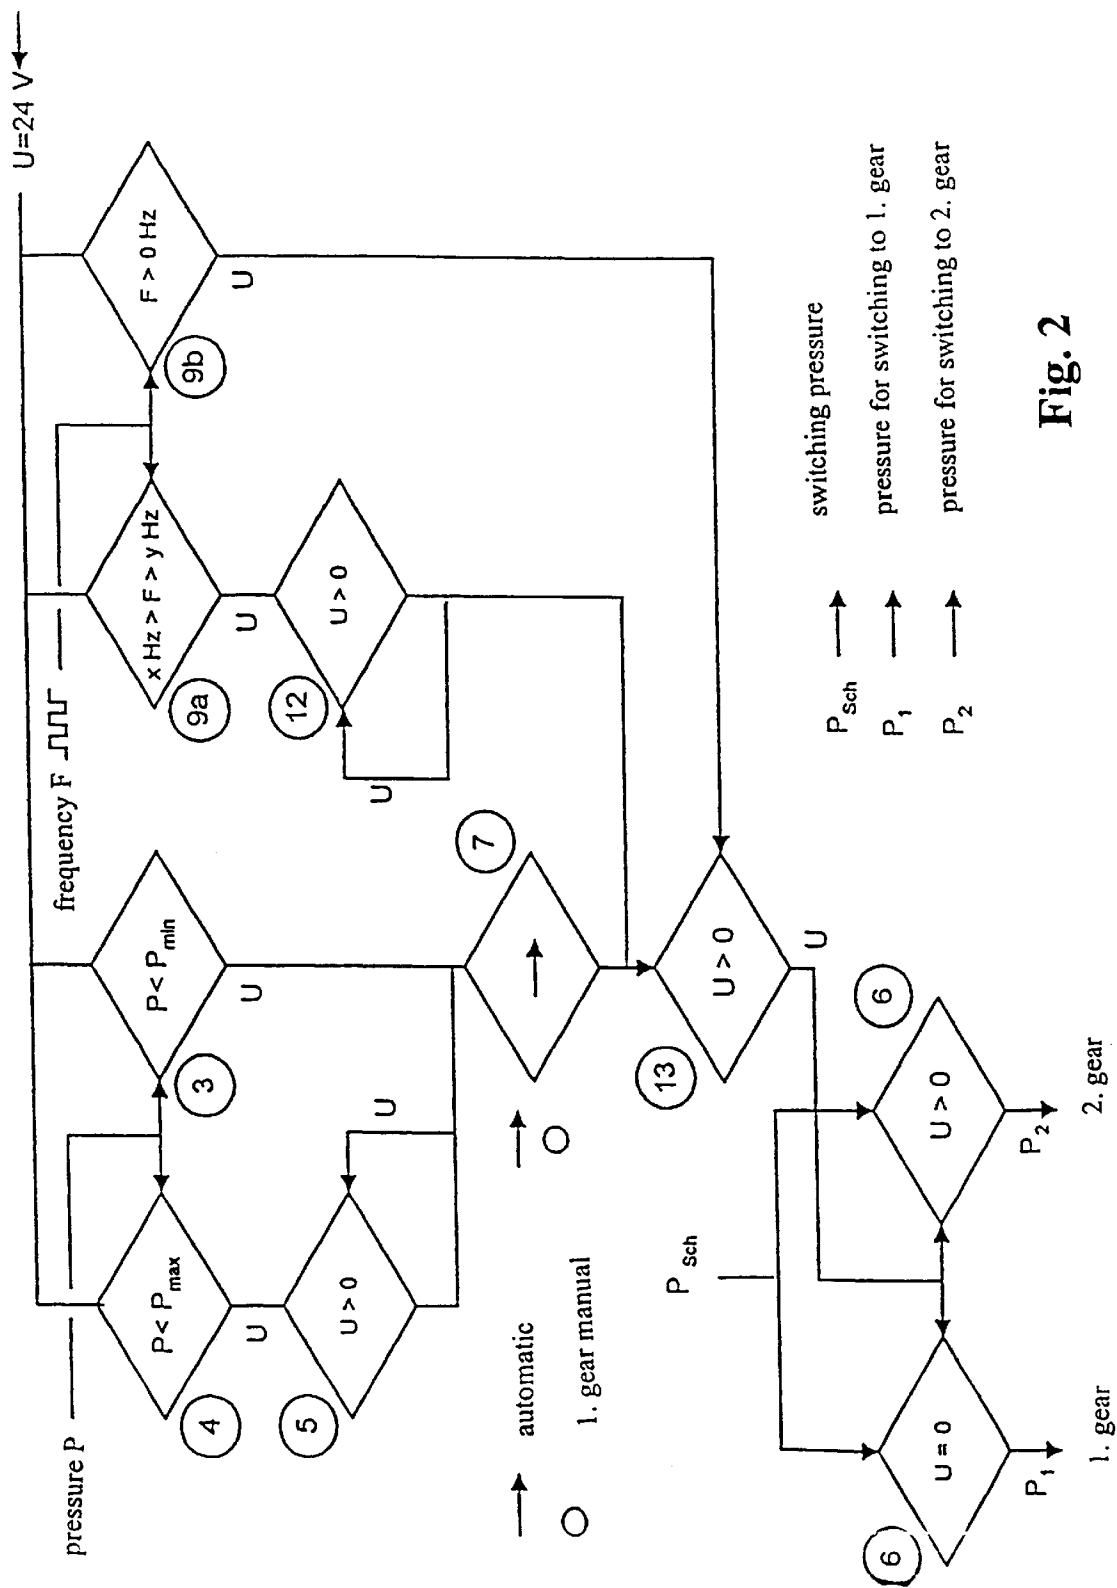 U=24 V
pressure P
frequency F
P < Pmax
P < Pmin
x Hz > F > y Hz
F > 0 Hz
4
3
9a
9b
U
U
U
U
5
U > 0
U
12
U > 0
U
automatic
1. gear manual
7
13
U > 0
U
PSch
6
U = 0
6
U > 0
P1
P2
1. gear
2. gear
PSch switching pressure
P1 pressure for switching to 1. gear
P2 pressure for switching to 2. gear
Fig. 2